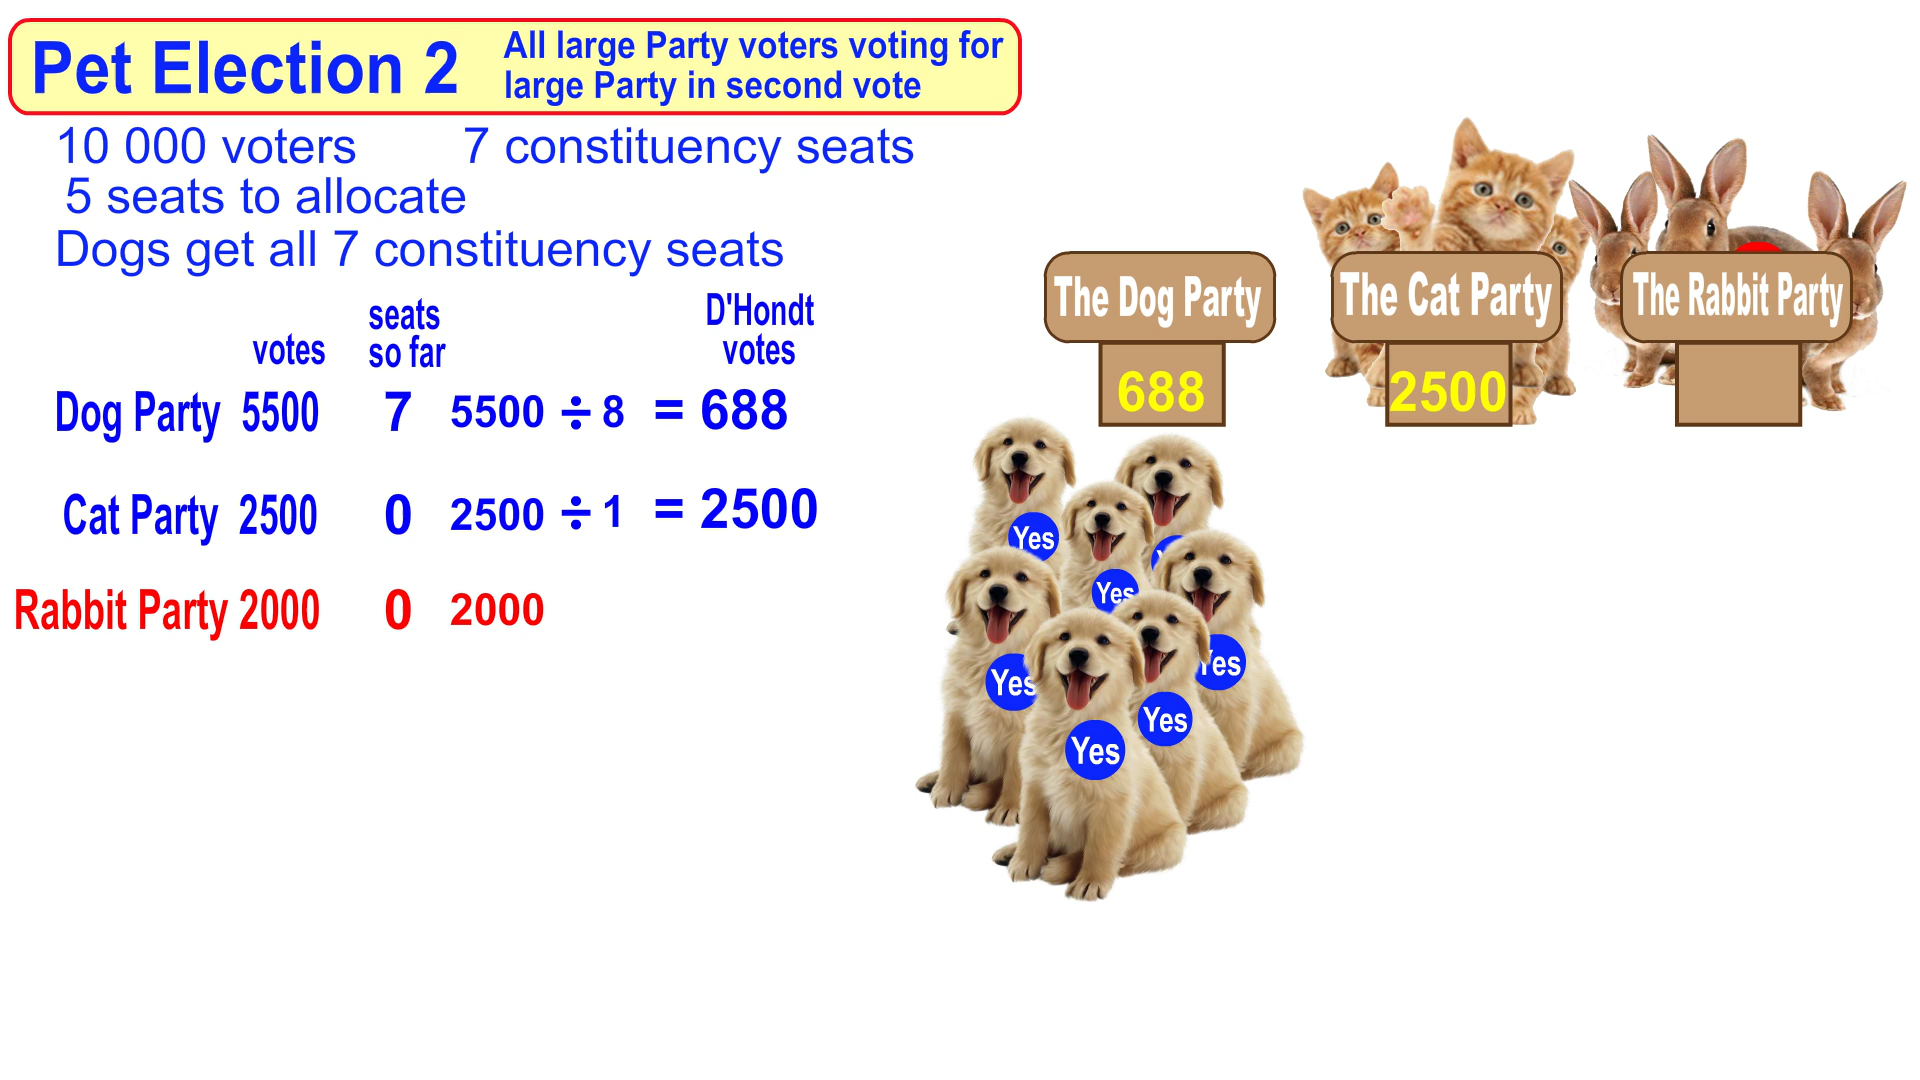 Pet Election 2
All large Party voters voting for
large Party in second vote
10 000 voters 7 constituency seats
5 seats to allocate
Dogs get all 7 constituency seats
votes
seats
so far
D'Hondt
votes
Dog Party 5500 7 5500 ÷ 8 = 688
Cat Party 2500 0 2500 ÷ 1 = 2500
Rabbit Party 2000 0 2000
The Dog Party
688
The Cat Party
2500
The Rabbit Party
Yes
Yes
Yes
Yes
Yes
Yes